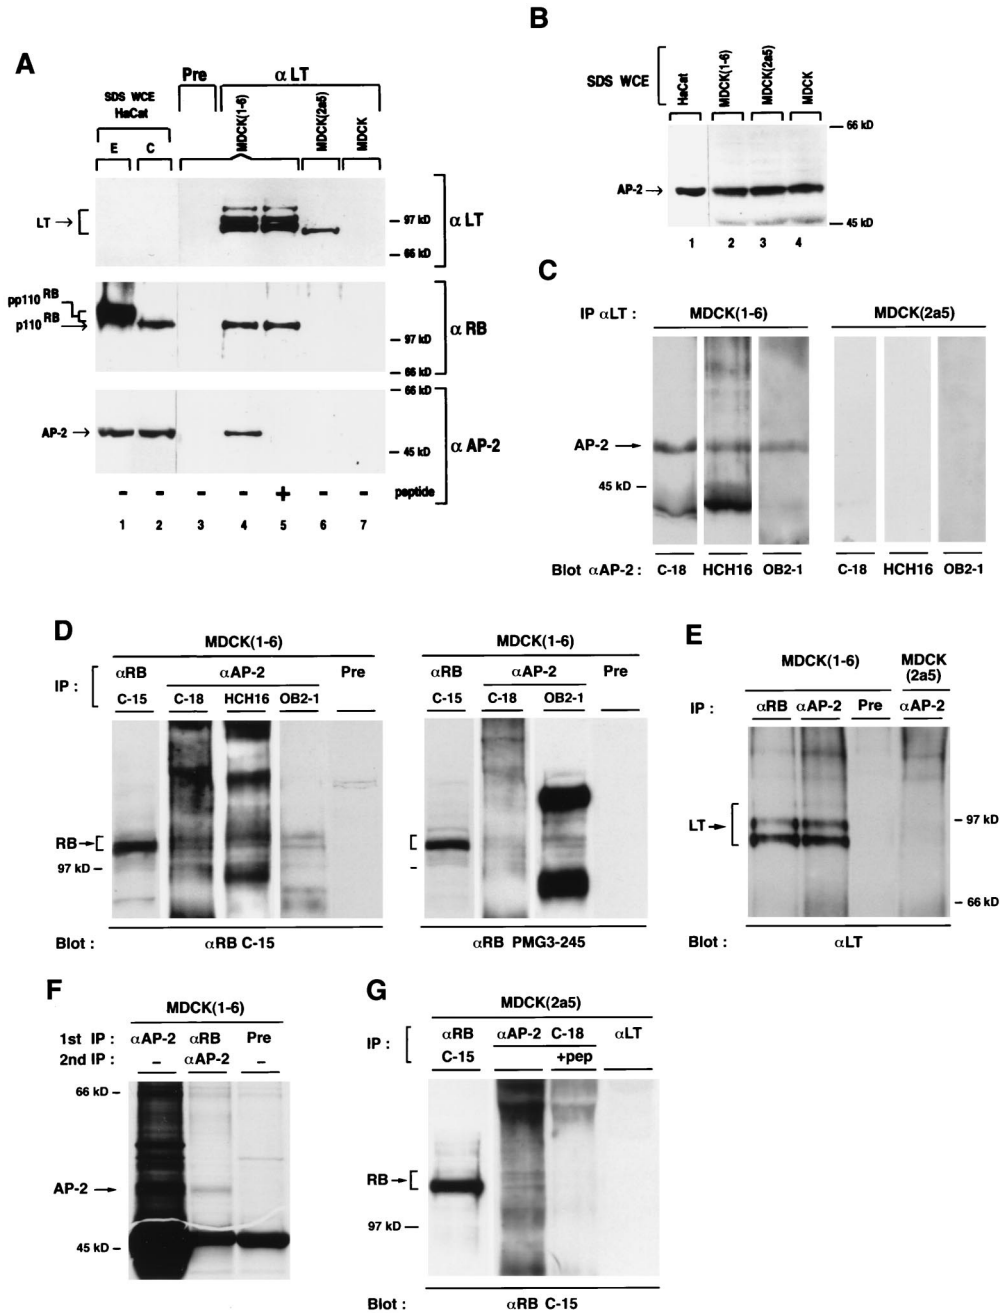 A
Pre
α LT
SDS WCE
HaCat
E C
MDCK(1-6)
MDCK(2a5)
MDCK
LT →
97 kD
66 kD
α LT
pp110 RB
p110 RB
97 kD
66 kD
α RB
66 kD
AP-2 →
45 kD
α AP-2
- - - - + - - peptide
1 2 3 4 5 6 7
B
SDS WCE
HaCat
MDCK(1-6)
MDCK(2a5)
MDCK
66 kD
AP-2 →
45 kD
1 2 3 4
C
IP αLT : MDCK(1-6) MDCK(2a5)
AP-2 →
45 kD
Blot αAP-2 : C-18 HCH16 OB2-1 C-18 HCH16 OB2-1
D
MDCK(1-6) MDCK(1-6)
IP :
αRB αAP-2 Pre αRB αAP-2 Pre
C-15 C-18 HCH16 OB2-1 C-15 C-18 OB2-1
RB→
97 kD –
Blot : αRB C-15 αRB PMG3-245
E
MDCK(1-6) MDCK
(2a5)
IP : αRB αAP-2 Pre αAP-2
LT→
– 97 kD
– 66 kD
Blot : αLT
F
MDCK(1-6)
1st IP : αAP-2 αRB Pre
2nd IP : – αAP-2 –
66 kD –
AP-2 →
45 kD –
G
MDCK(2a5)
IP :
αRB αAP-2 C-18 αLT
C-15 +pep
RB→
97 kD —
Blot : αRB C-15